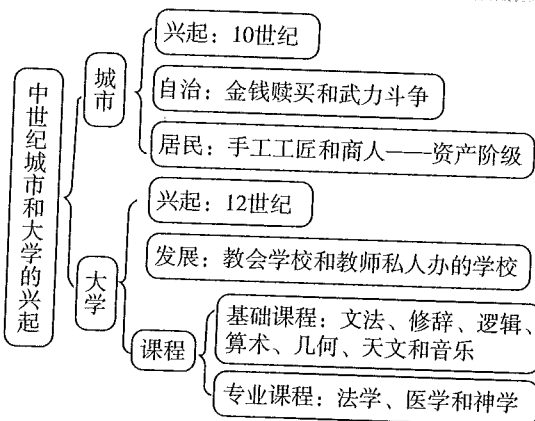 中世纪城市和大学的兴起
城市
兴起：10世纪
自治：金钱赎买和武力斗争
居民：手工工匠和商人——资产阶级
大学
兴起：12世纪
发展：教会学校和教师私人办的学校
课程
基础课程：文法、修辞、逻辑、
算术、几何、天文和音乐
专业课程：法学、医学和神学